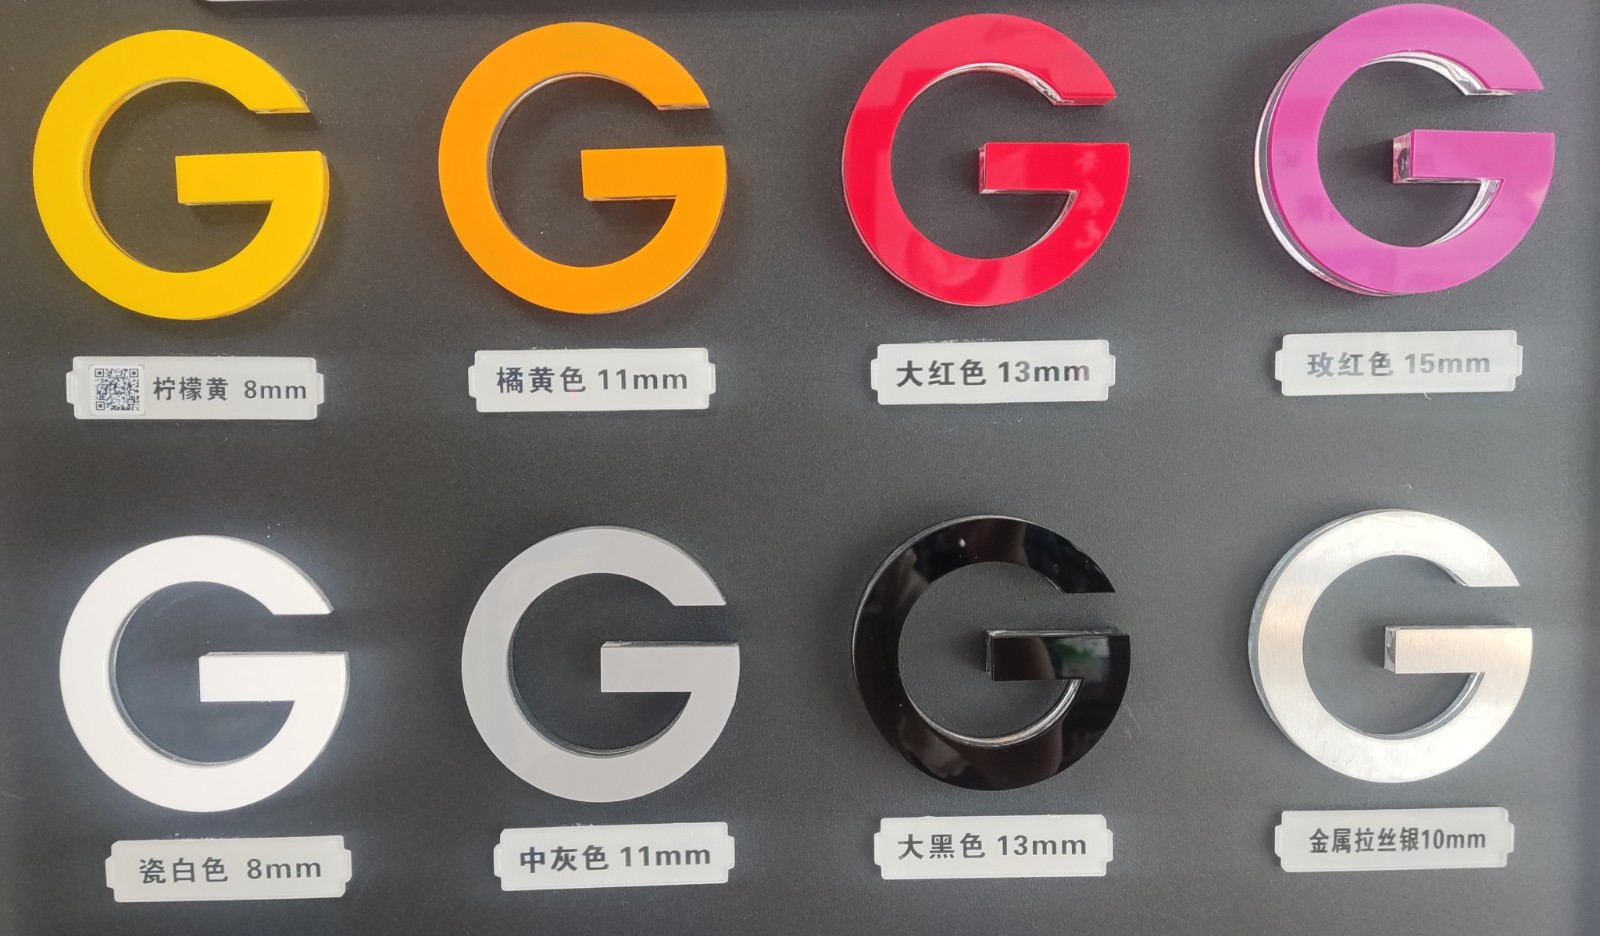 G G G G
柠檬黄 8mm
橘黄色 11mm
大红色 13mm
玫红色 15mm
G G G G
瓷白色 8mm
中灰色 11mm
大黑色 13mm
金属拉丝银10mm